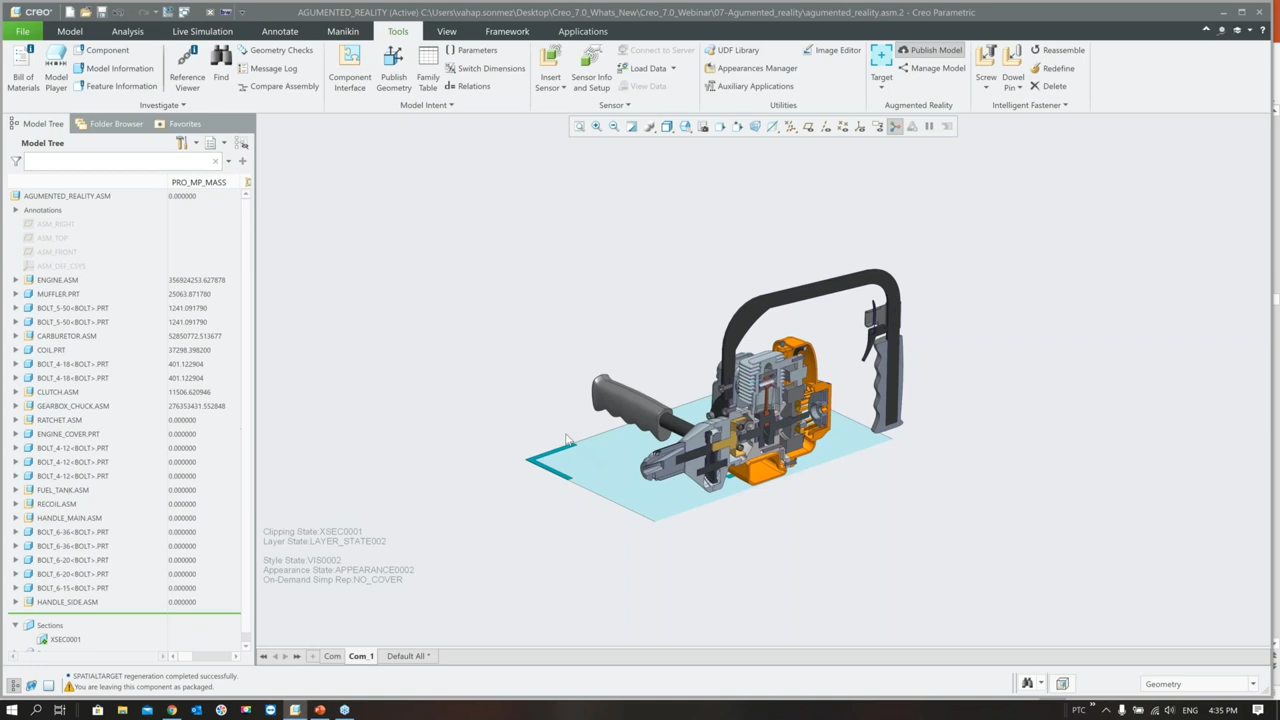 creo
AGUMENTED_REALITY (Active) C:\users\vahap.sonmez\Desktop\Creo_7.0_Whats_New\Creo_7.0_Webinar\07-Agumented_reality\agumented_reality.asm.2 - Creo Parametric
File Model Analysis Live Simulation Annotate Manikin Tools View Framework Applications
Bill of Materials
Model Player
Component
Model Information
Feature Information
Reference Viewer
Find
Geometry Checks
Message Log
Compare Assembly
Investigate
Component Interface
Publish Geometry
Family Table
Parameters
Switch Dimensions
Relations
Model Intent
Insert Sensor
Sensor Info and Setup
Connect to Server
Load Data
View Data
Sensor
UDF Library
Appearances Manager
Auxiliary Applications
Image Editor
Utilities
Target
Publish Model
Manage Model
Augmented Reality
Screw
Dowel Pin
Reassemble
Redefine
Delete
Intelligent Fastener
Model Tree Folder Browser Favorites
Model Tree
PRO_MP_MASS
AGUMENTED_REALITY.ASM 0.000000
Annotations
ASM_RIGHT
ASM_TOP
ASM_FRONT
ASM_DEF_CSYS
ENGINE.ASM 356924253.627878
MUFFLER.PRT 25063.871780
BOLT_5-50<BOLT>.PRT 1241.091790
BOLT_5-50<BOLT>.PRT 1241.091790
CARBURETOR.ASM 52850772.513677
COIL.PRT 37298.398200
BOLT_4-18<BOLT>.PRT 401.122904
BOLT_4-18<BOLT>.PRT 401.122904
CLUTCH.ASM 11506.620946
GEARBOX_CHUCK.ASM 276353431.552848
RATCHET.ASM 0.000000
ENGINE_COVER.PRT 0.000000
BOLT_4-12<BOLT>.PRT 0.000000
BOLT_4-12<BOLT>.PRT 0.000000
BOLT_4-12<BOLT>.PRT 0.000000
FUEL_TANK.ASM 0.000000
RECOIL.ASM 0.000000
HANDLE_MAIN.ASM 0.000000
BOLT_6-36<BOLT>.PRT 0.000000
BOLT_6-36<BOLT>.PRT 0.000000
BOLT_6-20<BOLT>.PRT 0.000000
BOLT_6-20<BOLT>.PRT 0.000000
BOLT_6-15<BOLT>.PRT 0.000000
HANDLE_SIDE.ASM 0.000000
Sections
XSEC0001
Clipping State:XSEC0001
Layer State:LAYER_STATE002
Style State:VIS0002
Appearance State:APPEARANCE0002
On-Demand Simp Rep:NO_COVER
Com Com_1 Default All *
SPATIALTARGET regeneration completed successfully.
You are leaving this component as packaged.
Geometry
PTC ENG 4:35 PM